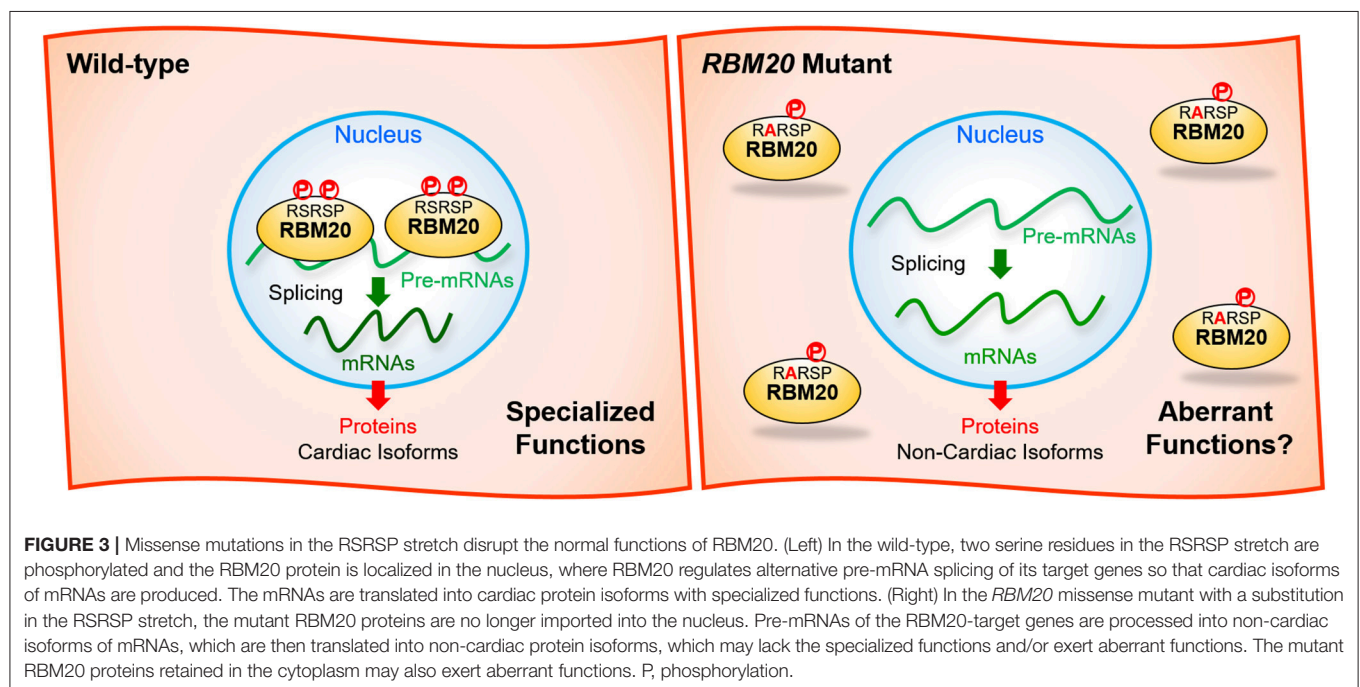 Wild-type
Nucleus
P P
P P
RSRSP
RBM20
RSRSP
RBM20
Pre-mRNAs
Splicing
mRNAs
Proteins
Cardiac Isoforms
Specialized
Functions
RBM20 Mutant
P
RARSP
RBM20
P
RARSP
RBM20
Nucleus
Pre-mRNAs
Splicing
mRNAs
P
RARSP
RBM20
P
RARSP
RBM20
Proteins
Non-Cardiac Isoforms
Aberrant
Functions?
FIGURE 3 | Missense mutations in the RSRSP stretch disrupt the normal functions of RBM20. (Left) In the wild-type, two serine residues in the RSRSP stretch are
phosphorylated and the RBM20 protein is localized in the nucleus, where RBM20 regulates alternative pre-mRNA splicing of its target genes so that cardiac isoforms
of mRNAs are produced. The mRNAs are translated into cardiac protein isoforms with specialized functions. (Right) In the RBM20 missense mutant with a substitution
in the RSRSP stretch, the mutant RBM20 proteins are no longer imported into the nucleus. Pre-mRNAs of the RBM20-target genes are processed into non-cardiac
isoforms of mRNAs, which are then translated into non-cardiac protein isoforms, which may lack the specialized functions and/or exert aberrant functions. The mutant
RBM20 proteins retained in the cytoplasm may also exert aberrant functions. P, phosphorylation.